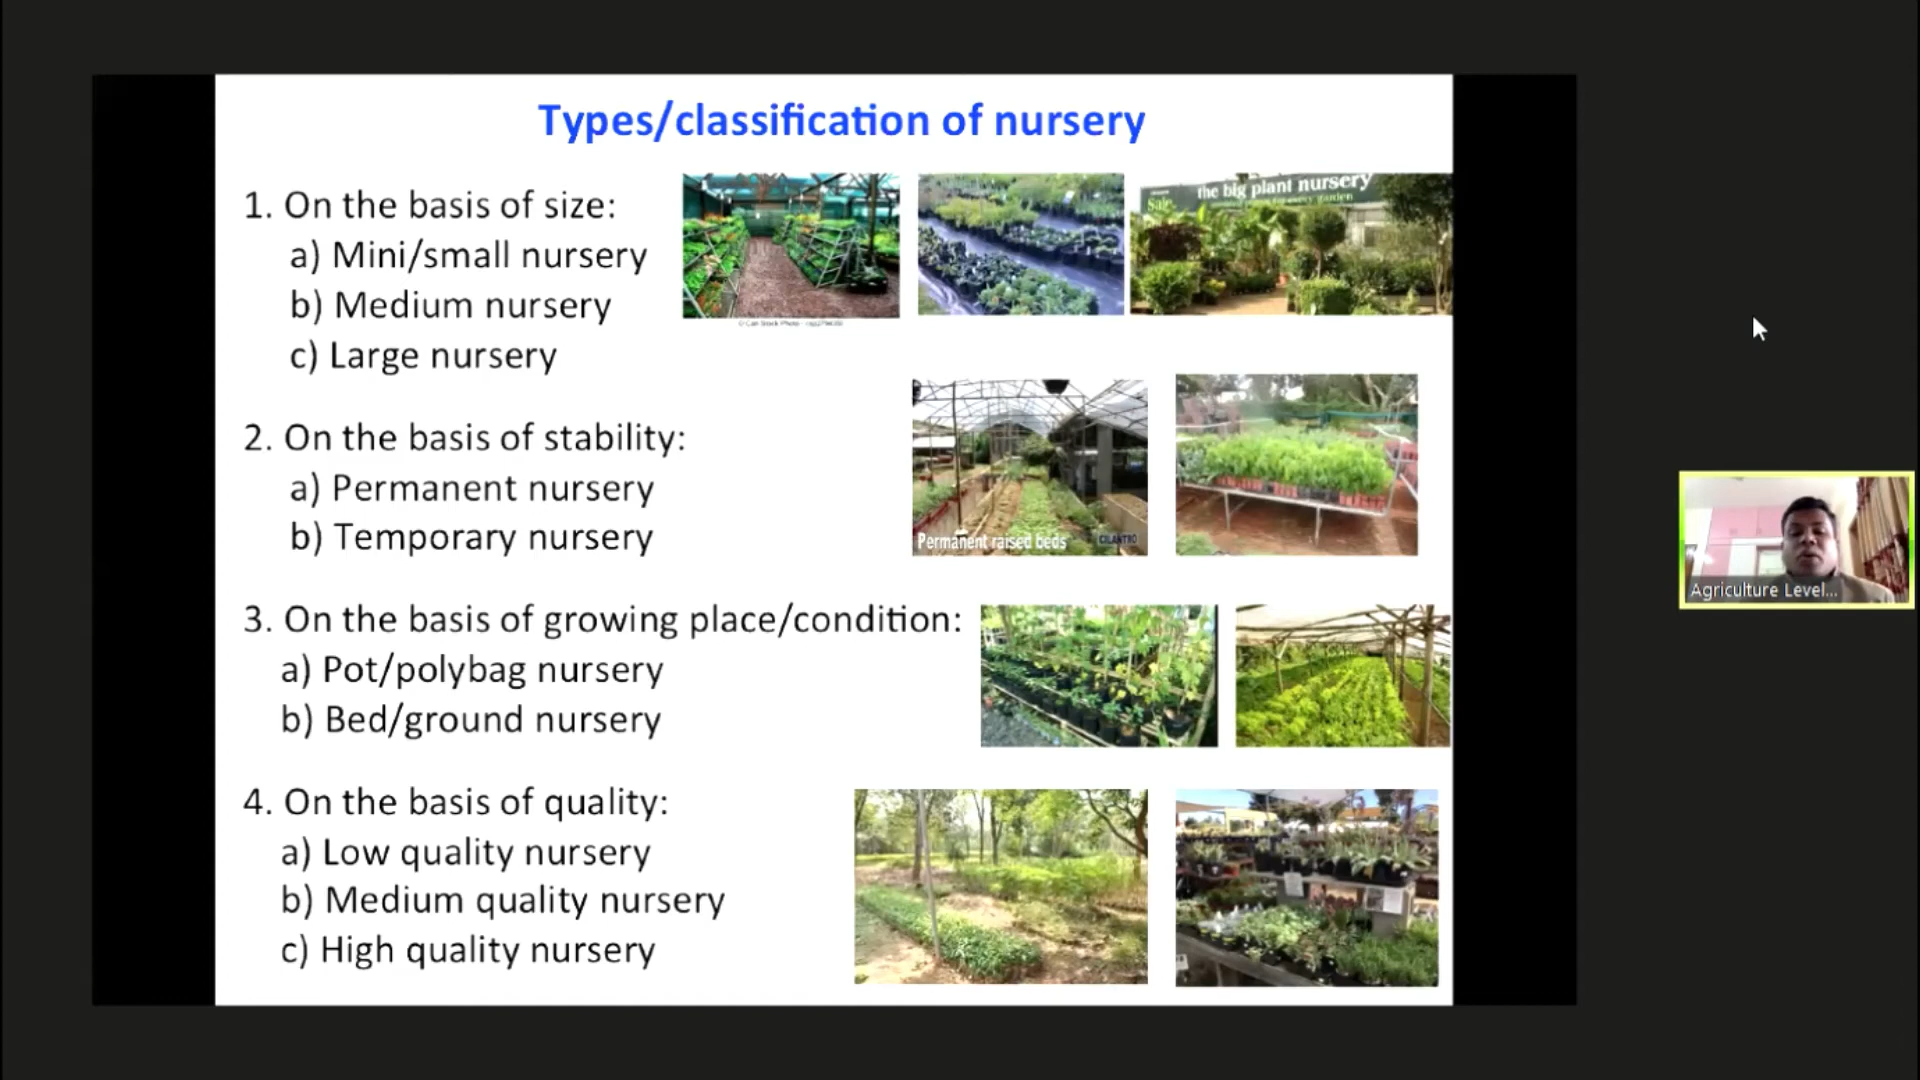 Types/classification of nursery
1. On the basis of size:
a) Mini/small nursery
b) Medium nursery
c) Large nursery
the big plant nursery
Sale
2. On the basis of stability:
a) Permanent nursery
b) Temporary nursery
Permanent raised beds
CILANTRO
3. On the basis of growing place/condition:
a) Pot/polybag nursery
b) Bed/ground nursery
Agriculture Level...
4. On the basis of quality:
a) Low quality nursery
b) Medium quality nursery
c) High quality nursery